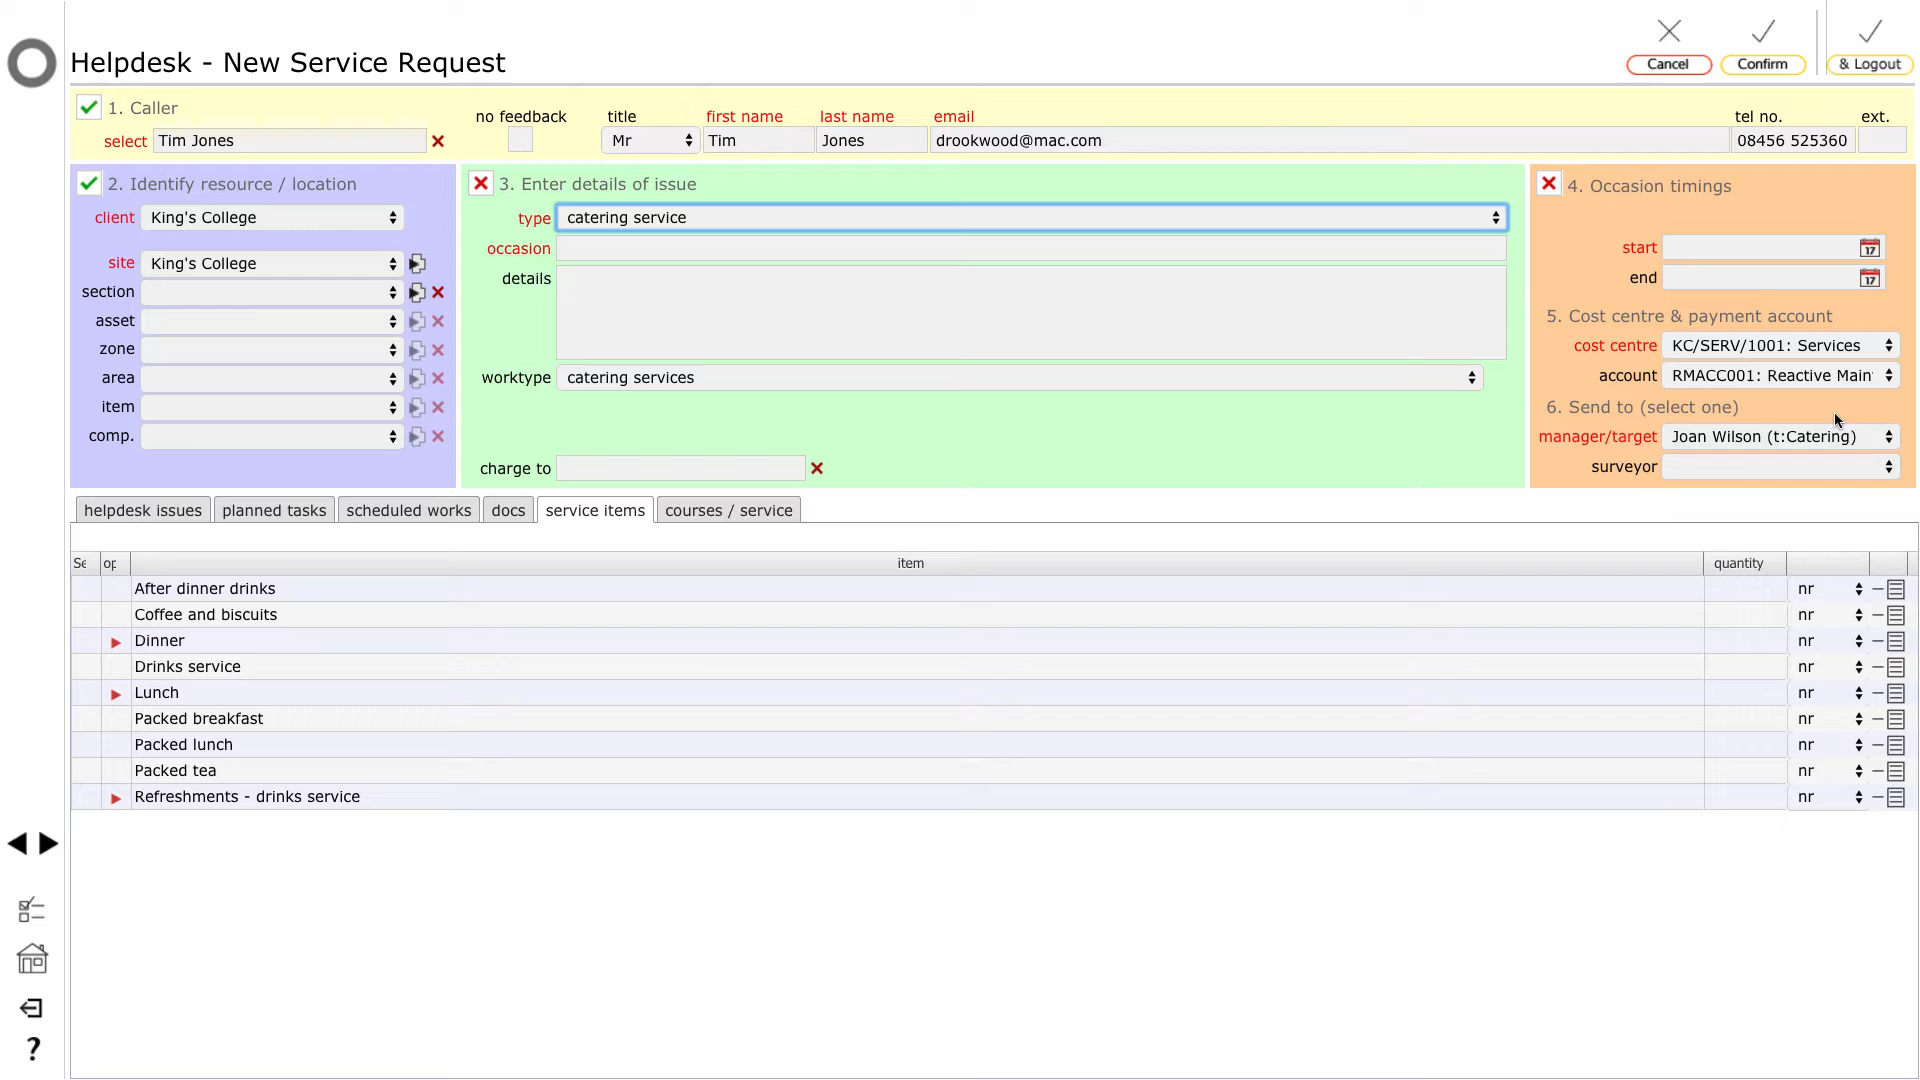 Helpdesk - New Service Request
Cancel
Confirm
& Logout
1. Caller
no feedback
title
first name
last name
email
tel no.
ext.
select
Tim Jones
Mr
Tim
Jones
drookwood@mac.com
08456 525360
2. Identify resource / location
client
King's College
site
King's College
section
asset
zone
area
item
comp.
3. Enter details of issue
type
catering service
occasion
details
worktype
catering services
charge to
4. Occasion timings
start
17
end
17
5. Cost centre & payment account
cost centre
KC/SERV/1001: Services
account
RMACC001: Reactive Main
6. Send to (select one)
manager/target
Joan Wilson (t:Catering)
surveyor
helpdesk issues
planned tasks
scheduled works
docs
service items
courses / service
Se
op
item
quantity
After dinner drinks nr
Coffee and biscuits nr
Dinner nr
Drinks service nr
Lunch nr
Packed breakfast nr
Packed lunch nr
Packed tea nr
Refreshments - drinks service nr
?